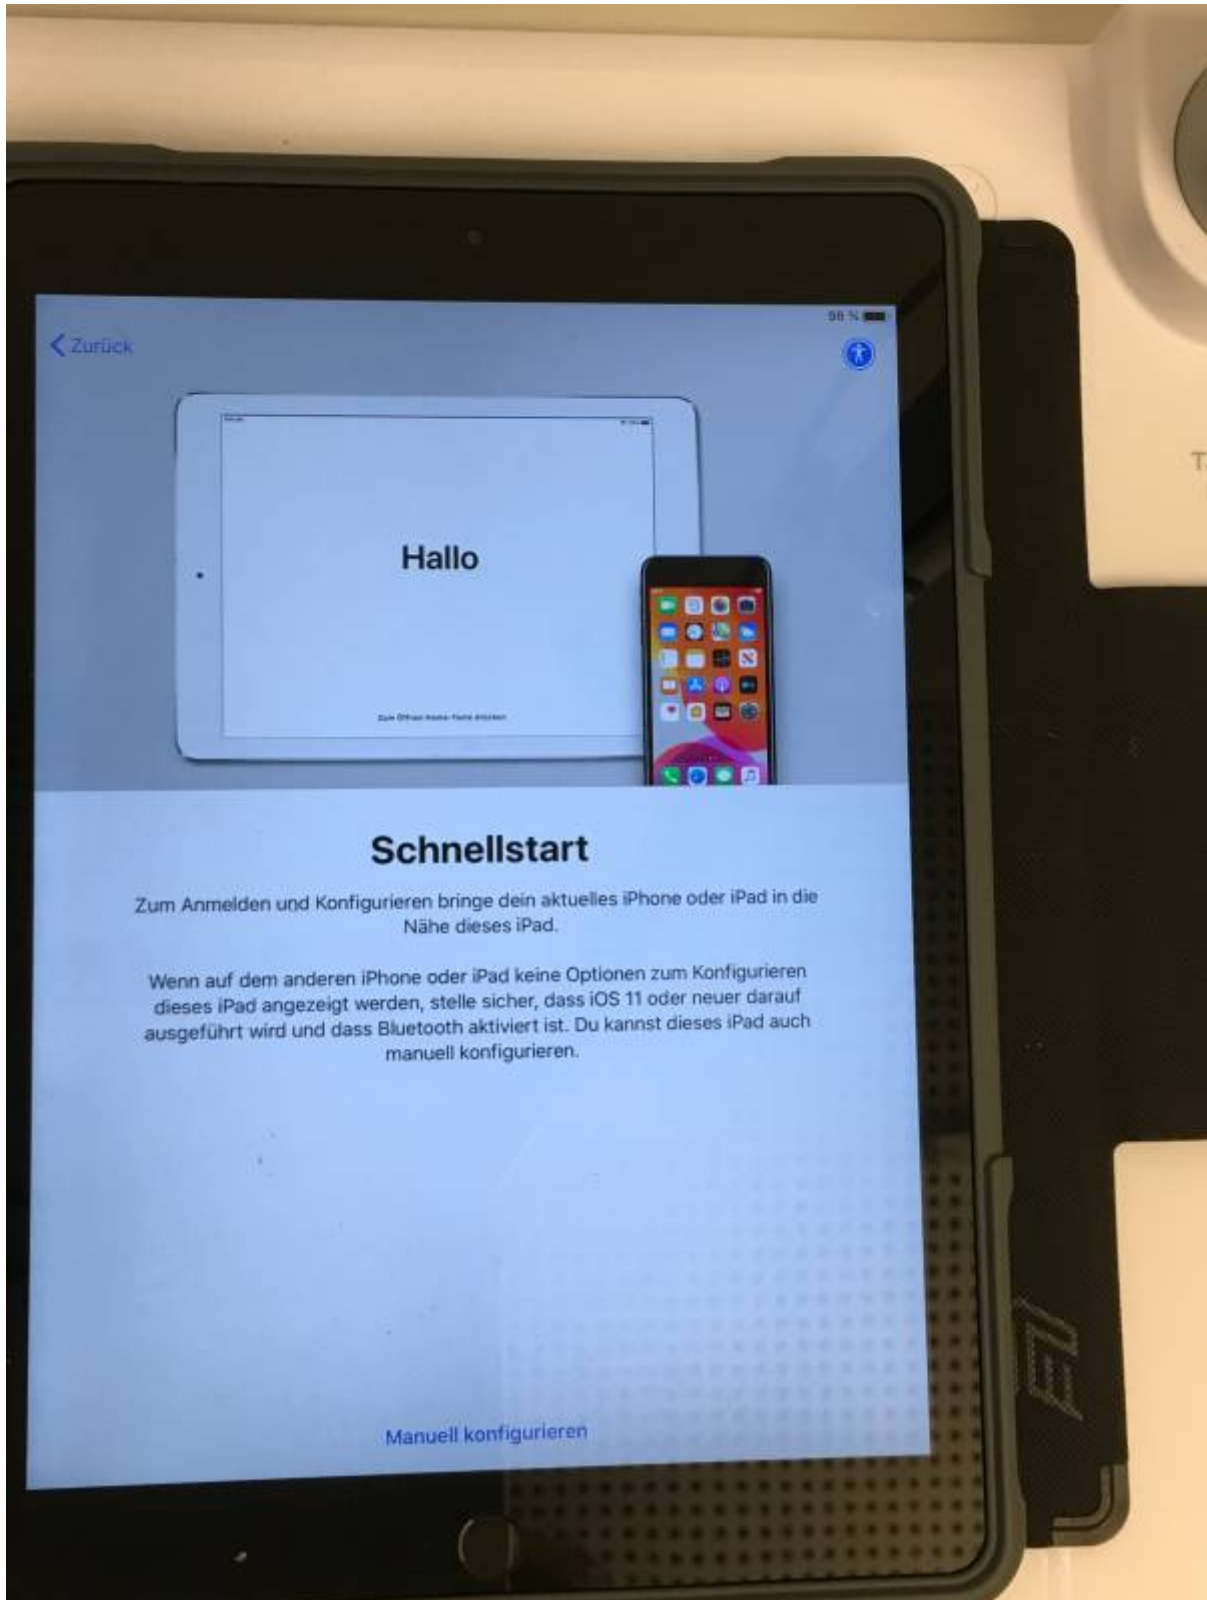 98 %
Zurück
Hallo
Schnellstart
Zum Anmelden und Konfigurieren bringe dein aktuelles iPhone oder iPad in die
Nähe dieses iPad.
Wenn auf dem anderen iPhone oder iPad keine Optionen zum Konfigurieren
dieses iPad angezeigt werden, stelle sicher, dass iOS 11 oder neuer darauf
ausgeführt wird und dass Bluetooth aktiviert ist. Du kannst dieses iPad auch
manuell konfigurieren.
Manuell konfigurieren